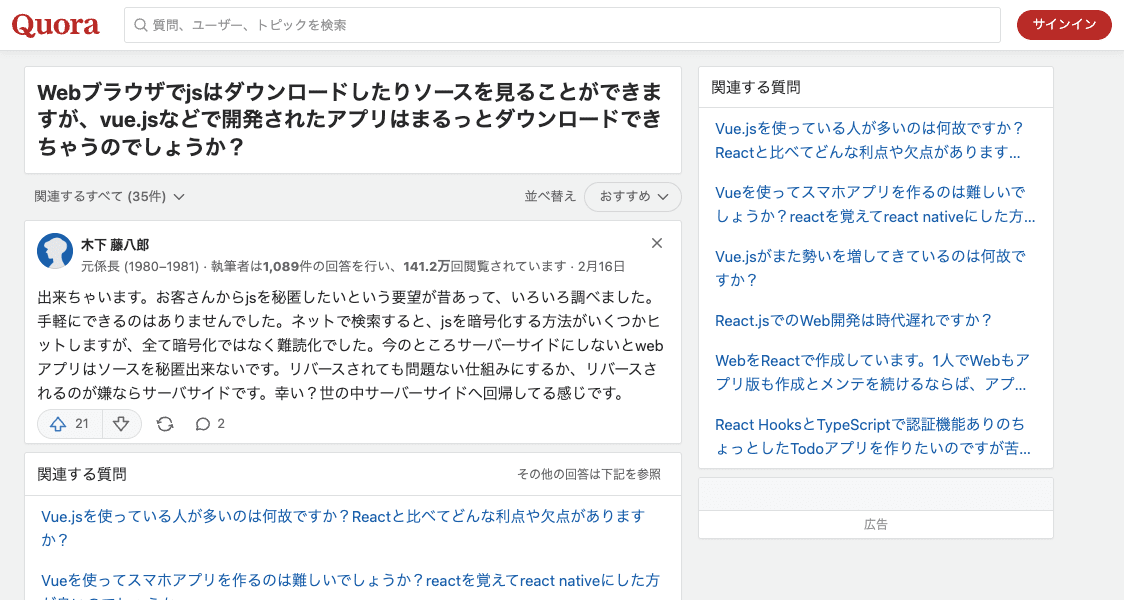 Quora
質問、ユーザー、トピックを検索
サインイン
Webブラウザでjsはダウンロードしたりソースを見ることができま
すが、vue.jsなどで開発されたアプリはまるっとダウンロードでき
ちゃうのでしょうか？
関連するすべて (35件)
並べ替え
おすすめ
木下 藤八郎
元係長 (1980–1981) · 執筆者は1,089件の回答を行い、141.2万回閲覧されています · 2月16日
出来ちゃいます。お客さんからjsを秘匿したいという要望が昔あって、いろいろ調べました。
手軽にできるのはありませんでした。ネットで検索すると、jsを暗号化する方法がいくつかヒ
ットしますが、全て暗号化ではなく難読化でした。今のところサーバーサイドにしないとweb
アプリはソースを秘匿出来ないです。リバースされても問題ない仕組みにするか、リバースさ
れるのが嫌ならサーバサイドです。幸い？世の中サーバーサイドへ回帰してる感じです。
21
2
関連する質問
その他の回答は下記を参照
Vue.jsを使っている人が多いのは何故ですか？Reactと比べてどんな利点や欠点があります
か？
Vueを使ってスマホアプリを作るのは難しいでしょうか？reactを覚えてreact nativeにした方
関連する質問
Vue.jsを使っている人が多いのは何故ですか？
Reactと比べてどんな利点や欠点があります...
Vueを使ってスマホアプリを作るのは難しいで
しょうか？reactを覚えてreact nativeにした方...
Vue.jsがまた勢いを増してきているのは何故で
すか？
React.jsでのWeb開発は時代遅れですか？
WebをReactで作成しています。1人でWebもア
プリ版も作成とメンテを続けるならば、アプ...
React HooksとTypeScriptで認証機能ありのち
ょっとしたTodoアプリを作りたいのですが苦...
広告